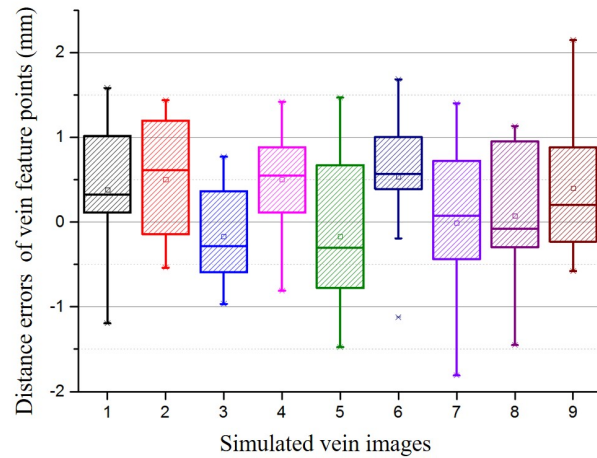 Distance errors of vein feature points (mm)
2
1
0
-1
-2
1 2 3 4 5 6 7 8 9
Simulated vein images